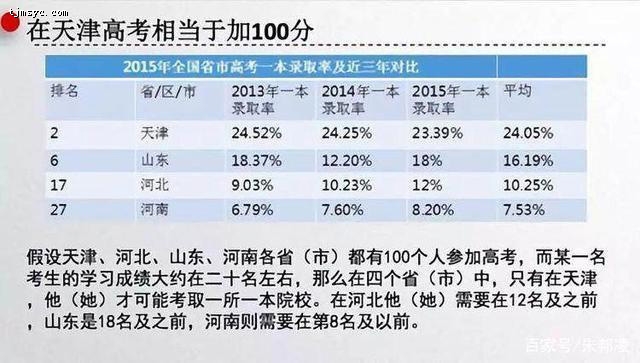 tjmsyc.com
在天津高考相当于加100分
2015年全国省市高考一本录取率及近三年对比
排名 省/区/市 2013年一本录取率 2014年一本录取率 2015年一本录取率 平均
2 天津 24.52% 24.25% 23.39% 24.05%
6 山东 18.37% 12.20% 18% 16.19%
17 河北 9.03% 10.23% 12% 10.25%
27 河南 6.79% 7.60% 8.20% 7.53%
假设天津、河北、山东、河南各省（市）都有100个人参加高考，而某一名
考生的学习成绩大约在二十名左右，那么在四个省（市）中，只有在天津
，他（她）才可能考取一所一本院校。在河北他（她）需要在12名及之前，
山东是18名及之前，河南则需要在第8名及以前。
百家号/朱邦凌